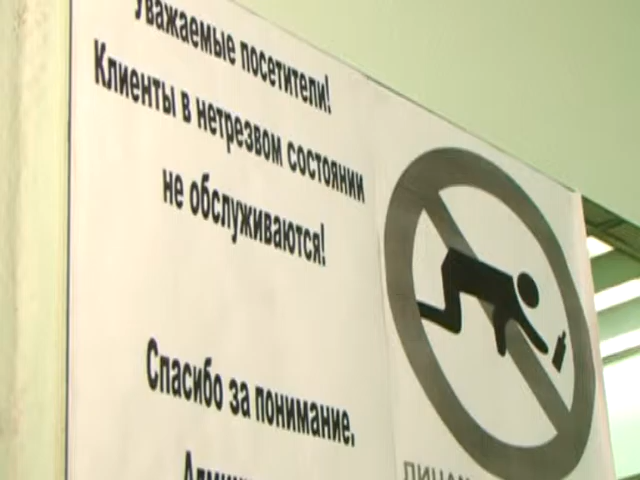 Уважаемые посетители!
Клиенты в нетрезвом состоянии
не обслуживаются!
Спасибо за понимание.